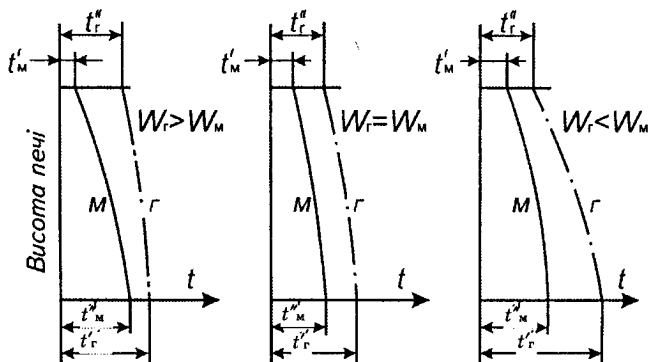 t″г t″г t″г
t′м t′м t′м
Wг>Wм Wг=Wм Wг<Wм
Висота печі
М г М г М г
t t t
t″м t″м t″м
t′г t′г t′г